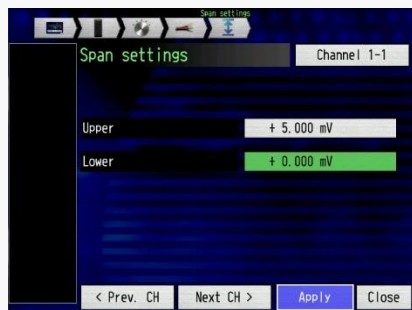 Span settings
Span settings
Channel 1-1
Upper
+ 5.000 mV
Lower
+ 0.000 mV
< Prev. CH
Next CH >
Apply
Close